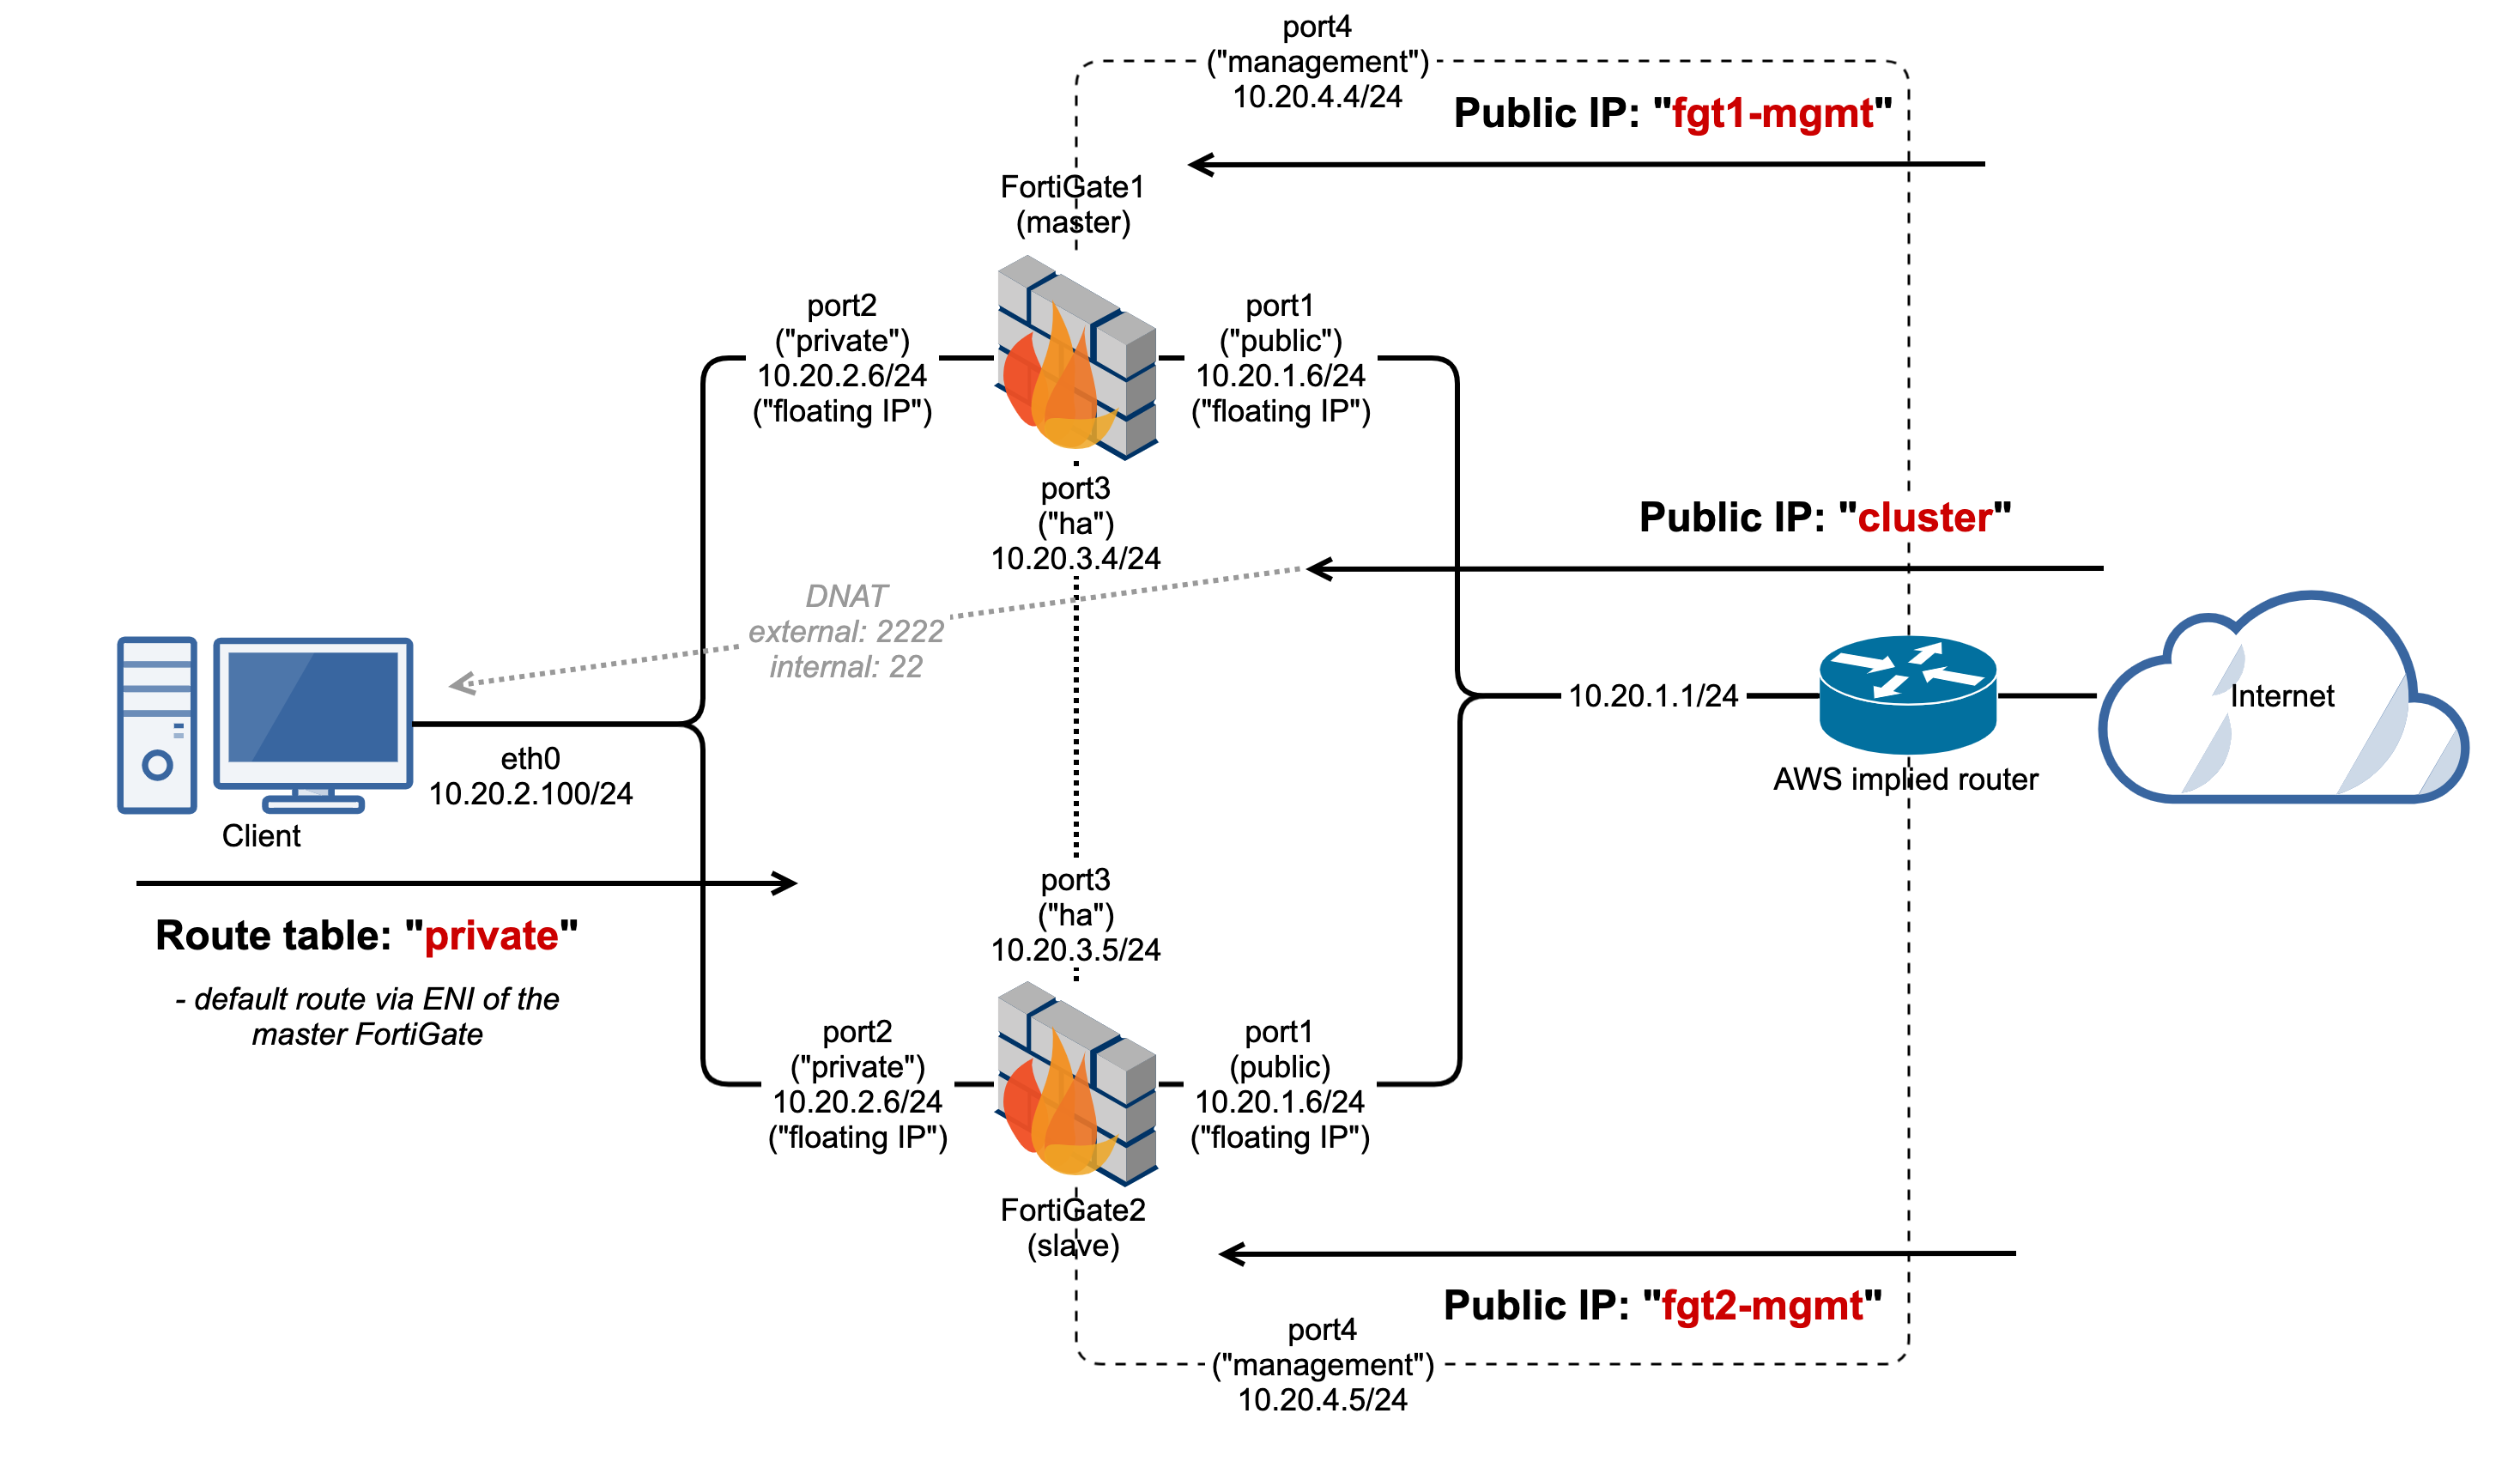 port4
("management")
10.20.4.4/24
Public IP: "fgt1-mgmt"
FortiGate1
(master)
port2
("private")
10.20.2.6/24
("floating IP")
port1
("public")
10.20.1.6/24
("floating IP")
port3
("ha")
10.20.3.4/24
Public IP: "cluster"
DNAT
external: 2222
internal: 22
10.20.1.1/24
Internet
AWS implied router
eth0
10.20.2.100/24
Client
Route table: "private"
- default route via ENI of the
master FortiGate
port3
("ha")
10.20.3.5/24
port2
("private")
10.20.2.6/24
("floating IP")
port1
(public)
10.20.1.6/24
("floating IP")
FortiGate2
(slave)
Public IP: "fgt2-mgmt"
port4
("management")
10.20.4.5/24